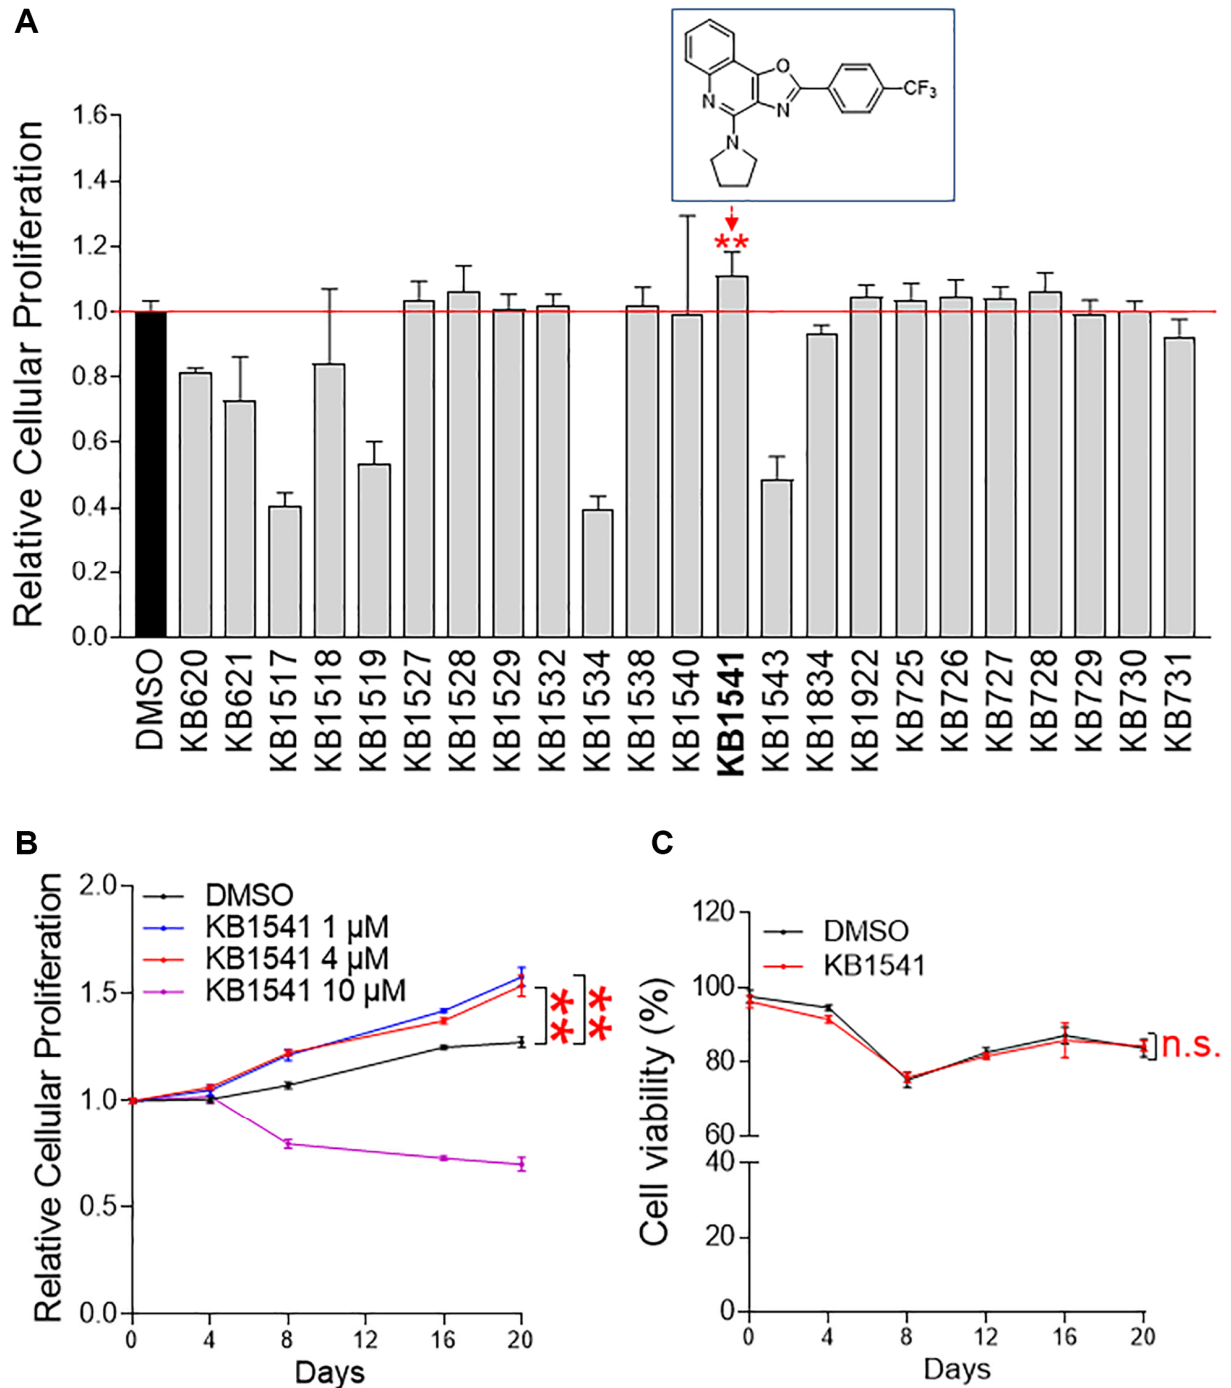 A
O
N
N
N
CF3
**
Relative Cellular Proliferation
1.6
1.4
1.2
1.0
0.8
0.6
0.4
0.2
0.0
DMSO
KB620
KB621
KB1517
KB1518
KB1519
KB1527
KB1528
KB1529
KB1532
KB1534
KB1538
KB1540
KB1541
KB1543
KB1834
KB1922
KB725
KB726
KB727
KB728
KB729
KB730
KB731
B
Relative Cellular Proliferation
2.0
1.5
1.0
0.5
0.0
DMSO
KB1541 1 µM
KB1541 4 µM
KB1541 10 µM
**
**
0 4 8 12 16 20
Days
C
Cell viability (%)
120
100
80
60
40
20
0
DMSO
KB1541
n.s.
0 4 8 12 16 20
Days